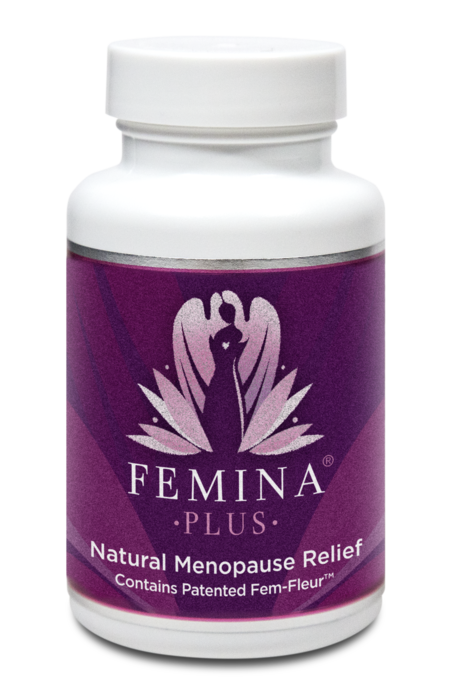 FEMINA®
·PLUS·
Natural Menopause Relief
Contains Patented Fem-Fleur™